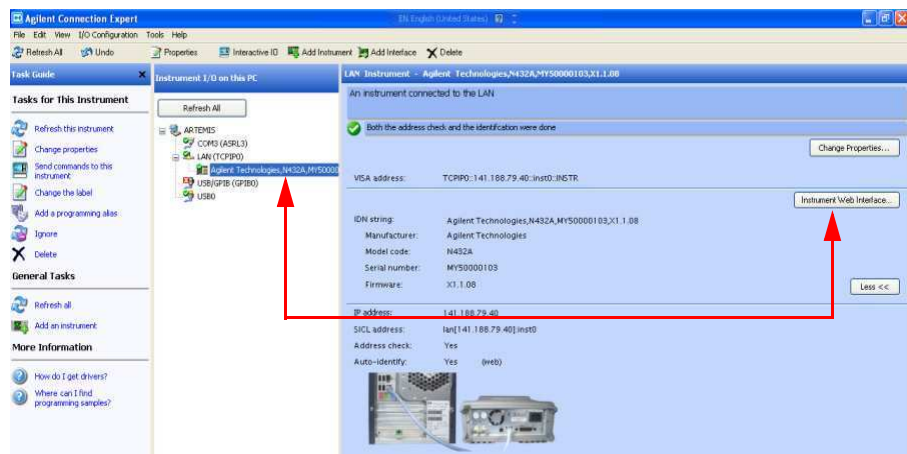 Agilent Connection Expert
EN English (United States)
File Edit View I/O Configuration Tools Help
Refresh All Undo Properties Interactive IO Add Instrument Add Interface Delete
Task Guide
Tasks for This Instrument
Refresh this instrument
Change properties
Send commands to this
instrument
Change the label
Add a programming alias
Ignore
Delete
General Tasks
Refresh all
Add an instrument
More Information
How do I get drivers?
Where can I find
programming samples?
Instrument I/O on this PC
Refresh All
ARTEMIS
COM3 (ASRL3)
LAN (TCPIP0)
Agilent Technologies,N432A,MY5000
USB/GPIB (GPIB0)
USB0
LAN Instrument - Agilent Technologies,N432A,MY50000103,X1.1.08
An instrument connected to the LAN
Both the address check and the identification were done
Change Properties...
VISA address: TCPIP0::141.188.79.40::inst0::INSTR
Instrument Web Interface...
IDN string: Agilent Technologies,N432A,MY50000103,X1.1.08
Manufacturer: Agilent Technologies
Model code: N432A
Serial number: MY50000103
Firmware: X1.1.08
Less <<
IP address: 141.188.79.40
SICL address: lan[141.188.79.40]:inst0
Address check: Yes
Auto-identify: Yes (web)